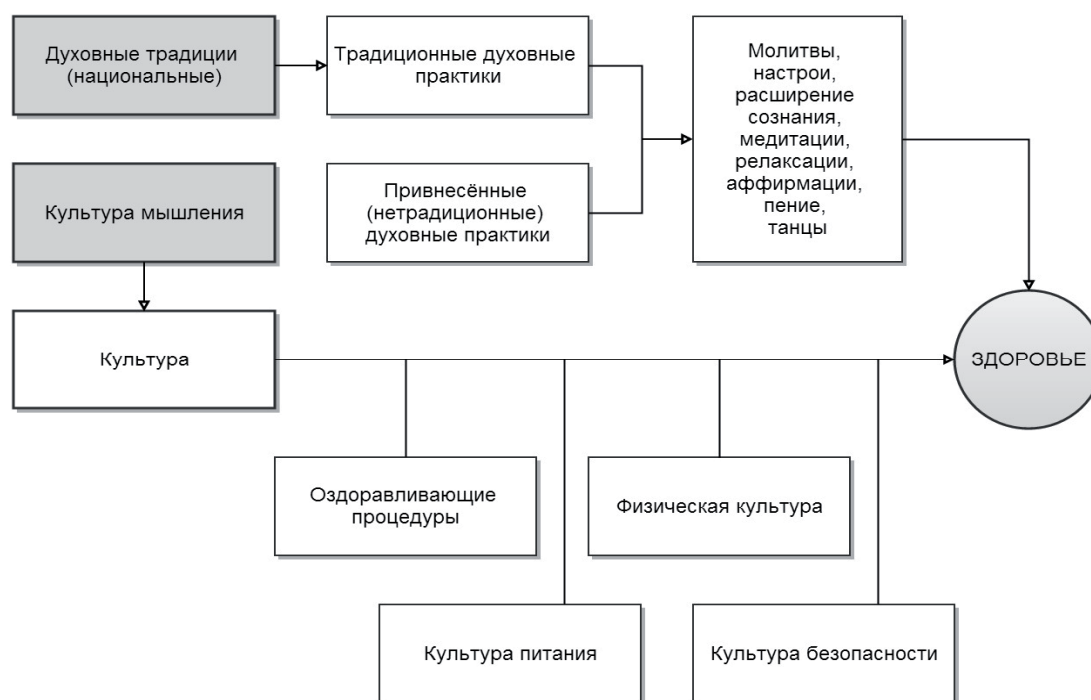 Духовные традиции
(национальные)
Традиционные духовные
практики
Молитвы,
настрои,
расширение
сознания,
медитации,
релаксации,
аффирмации,
пение,
танцы
Культура мышления
Привнесённые
(нетрадиционные)
духовные практики
Культура
ЗДОРОВЬЕ
Оздоравливающие
процедуры
Физическая культура
Культура питания
Культура безопасности